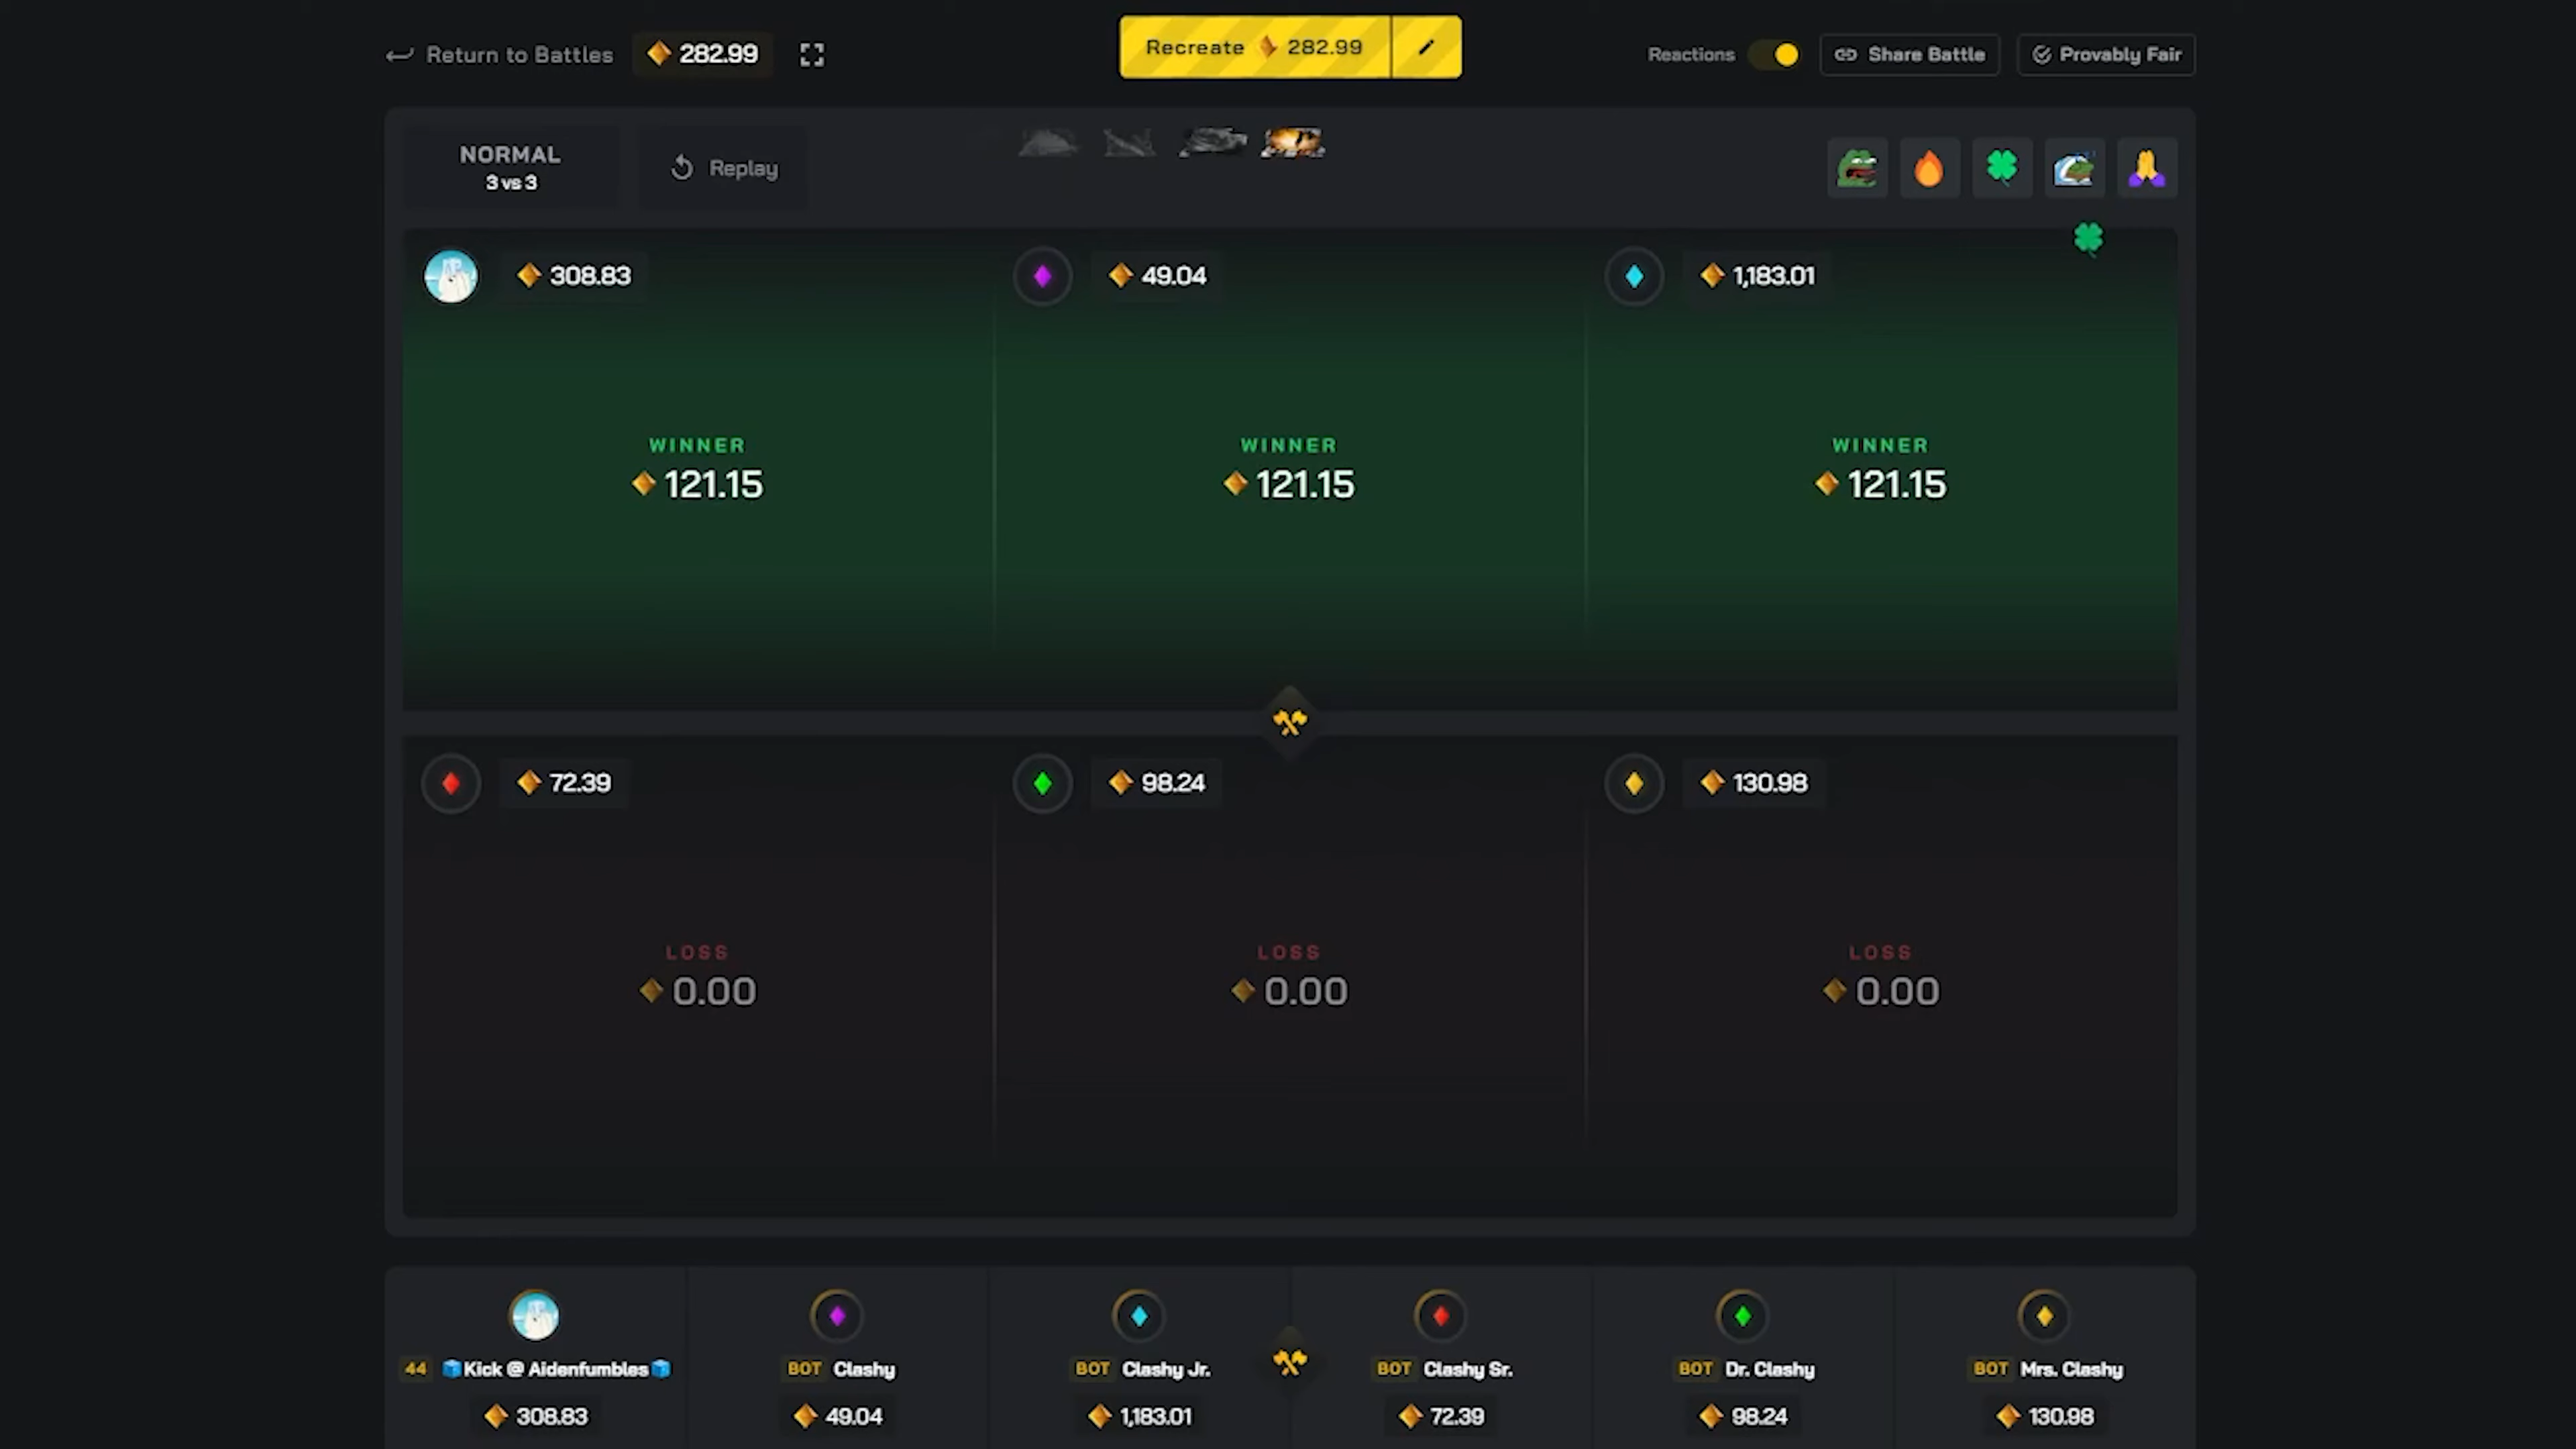 Return to Battles 282.99 Recreate 282.99 Reactions Share Battle Provably Fair
NORMAL
3 vs 3
Replay
308.83 49.04 1,183.01
WINNER WINNER WINNER
121.15 121.15 121.15
72.39 98.24 130.98
LOSS LOSS LOSS
0.00 0.00 0.00
44 Kick @ Aidenfumbles BOT Clashy BOT Clashy Jr. BOT Clashy Sr. BOT Dr. Clashy BOT Mrs. Clashy
308.83 49.04 1,183.01 72.39 98.24 130.98